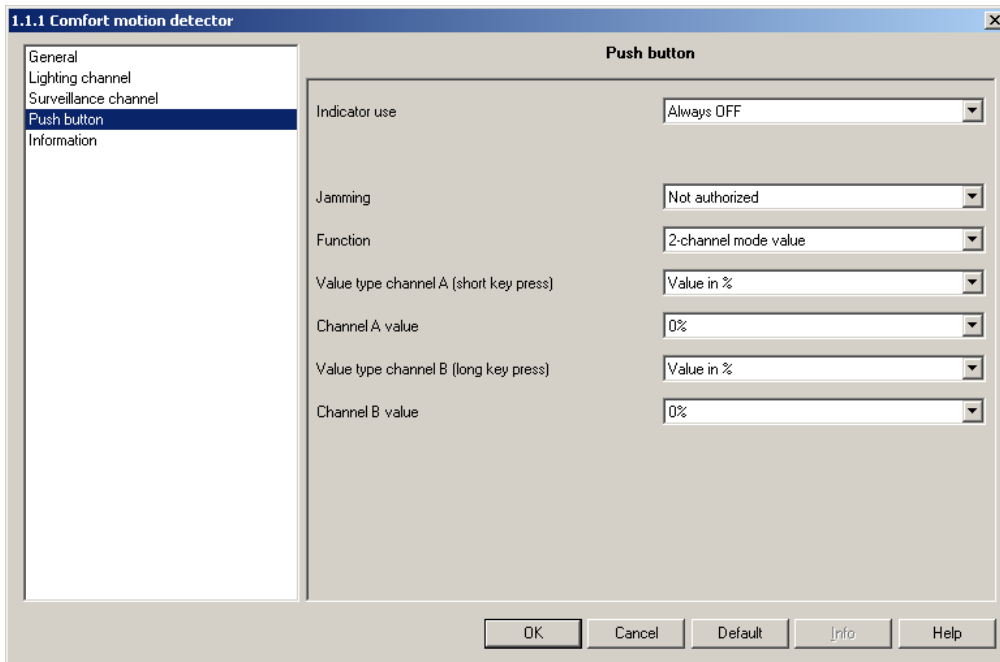 1.1.1 Comfort motion detector
General
Lighting channel
Surveillance channel
Push button
Information
Push button
Indicator use
Always OFF
Jamming
Not authorized
Function
2-channel mode value
Value type channel A (short key press)
Value in %
Channel A value
0%
Value type channel B (long key press)
Value in %
Channel B value
0%
OK
Cancel
Default
Info
Help